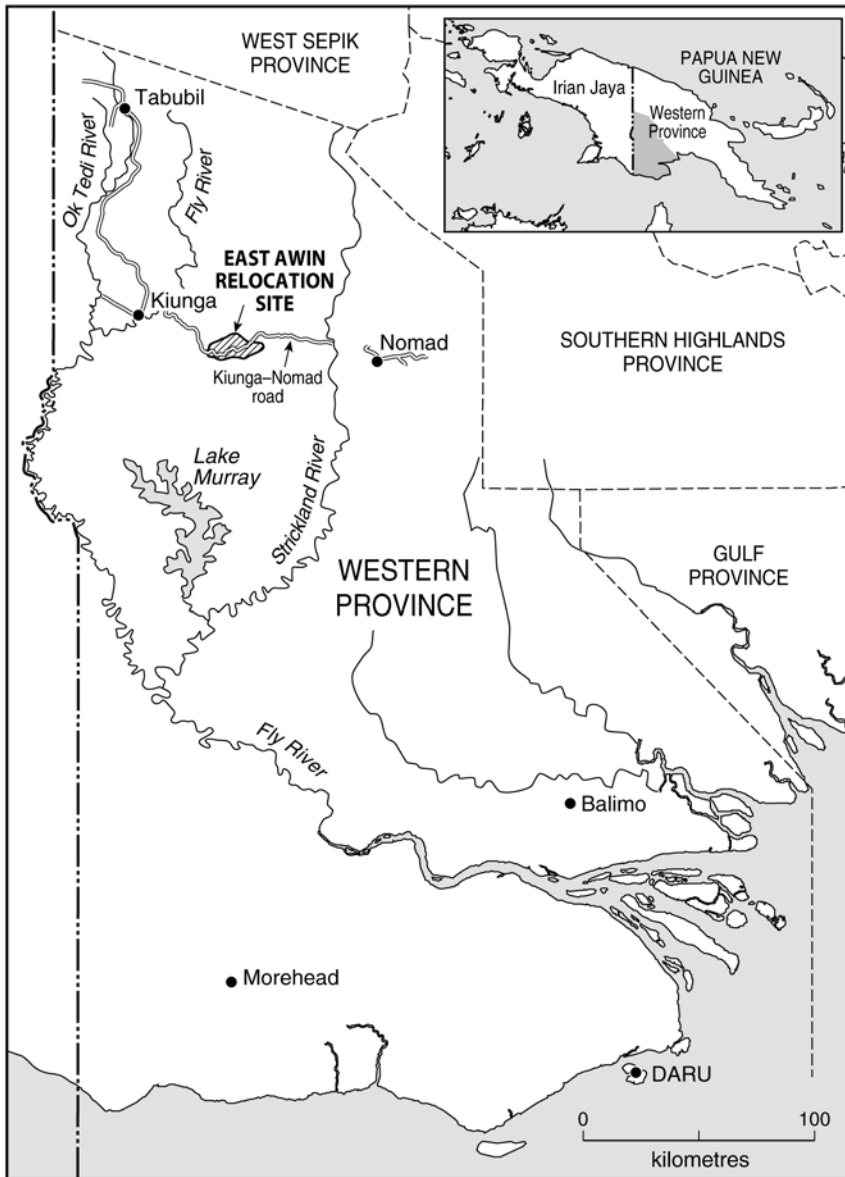 WEST SEPIK
PROVINCE
PAPUA NEW
GUINEA
Irian Jaya
Western
Province
Tabubil
Ok Tedi River
Fly River
EAST AWIN
RELOCATION
SITE
Kiunga
Nomad
Kiunga–Nomad
road
SOUTHERN HIGHLANDS
PROVINCE
Lake
Murray
Strickland River
WESTERN
PROVINCE
GULF
PROVINCE
Fly River
Balimo
Morehead
DARU
0 100
kilometres